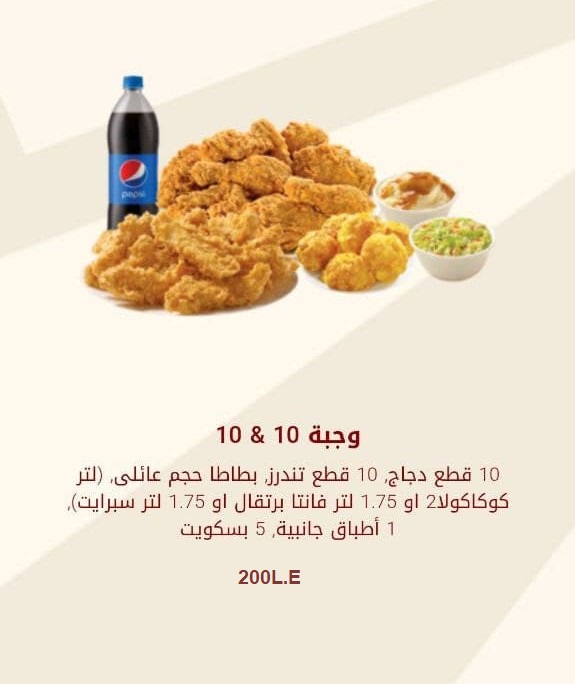 pepsi
وجبة 10 & 10
10 قطع دجاج, 10 قطع تندرز, بطاطا حجم عائلى, (لتر
كوكاكولا2 او 1.75 لتر فانتا برتقال او 1.75 لتر سبرايت),
1 أطباق جانبية, 5 بسكويت
200L.E